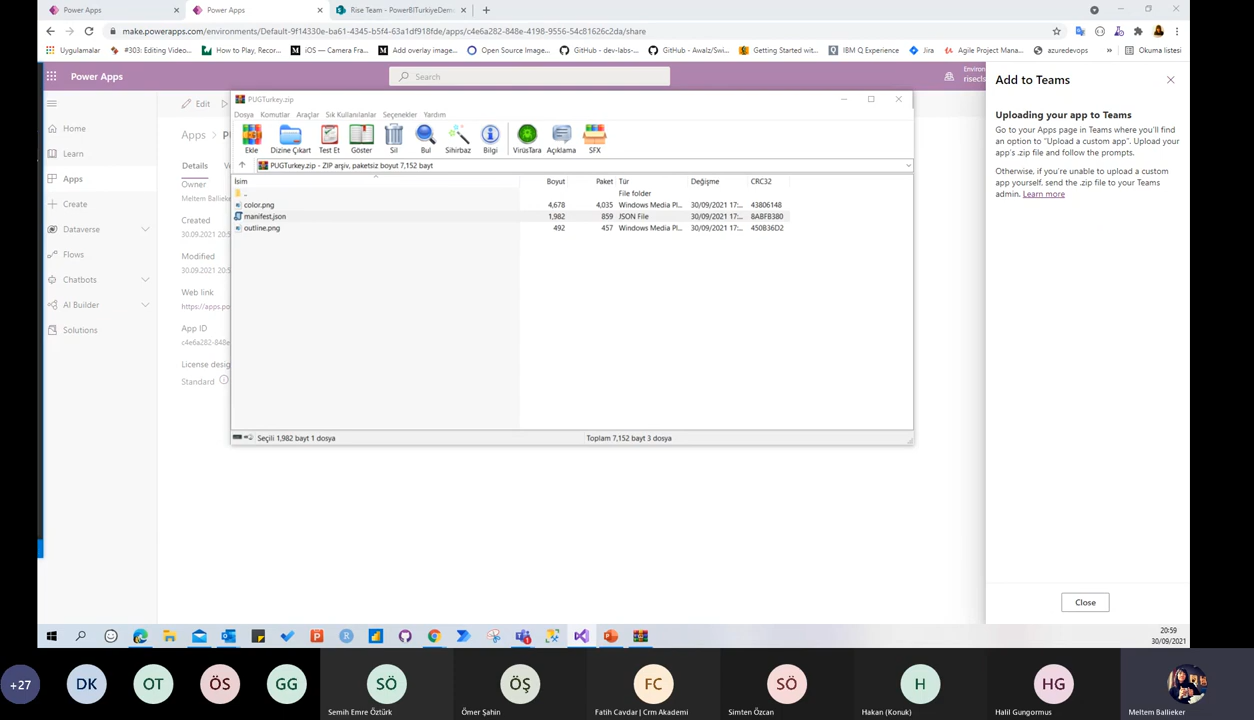 Power Apps
Power Apps
Rise Team - PowerBITurkiyeDem
make.powerapps.com/environments/Default-9f14330e-ba61-4345-b5f4-63a1df918fde/apps/c4e6a282-848e-4198-9556-54c81626c2da/share
Uygulamalar
#303: Editing Video...
How to Play, Recor...
iOS — Camera Fra...
Add overlay image...
Open Source Image...
GitHub - dev-labs-...
GitHub - Awalz/Swi...
Getting Started wit...
IBM Q Experience
Jira
Agile Project Mana...
azuredevops
»
Okuma listesi
Power Apps
Search
Environ
risecls
Add to Teams
Uploading your app to Teams
Go to your Apps page in Teams where you'll find
an option to "Upload a custom app". Upload your
app's .zip file and follow the prompts.
Otherwise, if you're unable to upload a custom
app yourself. send the .zip file to your Teams
admin. Learn more
Close
Home
Learn
Apps
Create
Dataverse
Flows
Chatbots
AI Builder
Solutions
Edit
Apps >
Details
Owner
Meltem Ballieker
Created
30.09.2021 20:5
Modified
30.09.2021 20:5
Web link
https://apps.po
App ID
c4e6a282-848e
License desig
Standard
PUGTurkey.zip
Dosya Komutlar Araçlar Sık Kullanılanlar Seçenekler Yardım
Ekle Dizine Çıkart Test Et Göster Sil Bul Sihirbaz Bilgi VirüsTara Açıklama SFX
PUGTurkey.zip - ZIP arşiv, paketsiz boyut 7,152 bayt
İsim Boyut Paket Tür Değişme CRC32
.. File folder
color.png 4,678 4,035 Windows Media Pl... 30/09/2021 17:... 43806148
manifest.json 1,982 859 JSON File 30/09/2021 17:... 8ABFB380
outline.png 492 457 Windows Media Pl... 30/09/2021 17:... 450B36D2
Seçili 1,982 bayt 1 dosya
Toplam 7,152 bayt 3 dosya
20:59
30/09/2021
+27
DK
OT
ÖS
GG
SÖ
Semih Emre Öztürk
ÖŞ
Ömer Şahin
FC
Fatih Cavdar | Crm Akademi
SÖ
Simten Özcan
H
Hakan (Konuk)
HG
Halil Gungormus
Meltem Ballieker